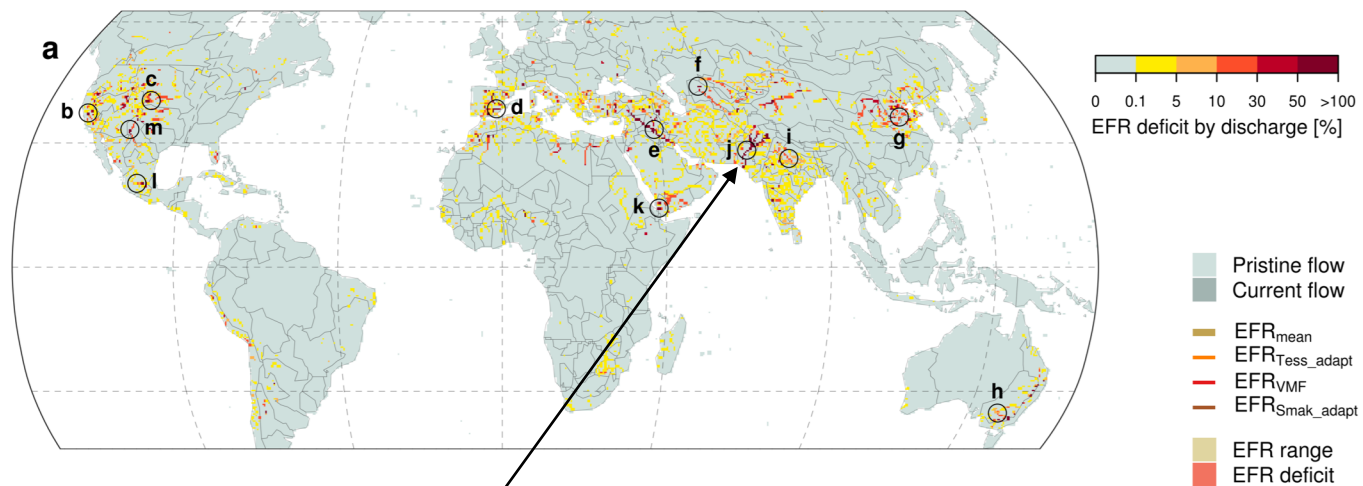 a
b
c
m
l
d
e
f
g
j
i
k
h
0 0.1 5 10 30 50 >100
EFR deficit by discharge [%]
Pristine flow
Current flow
EFRmean
EFRTess_adapt
EFRVMF
EFRSmak_adapt
EFR range
EFR deficit